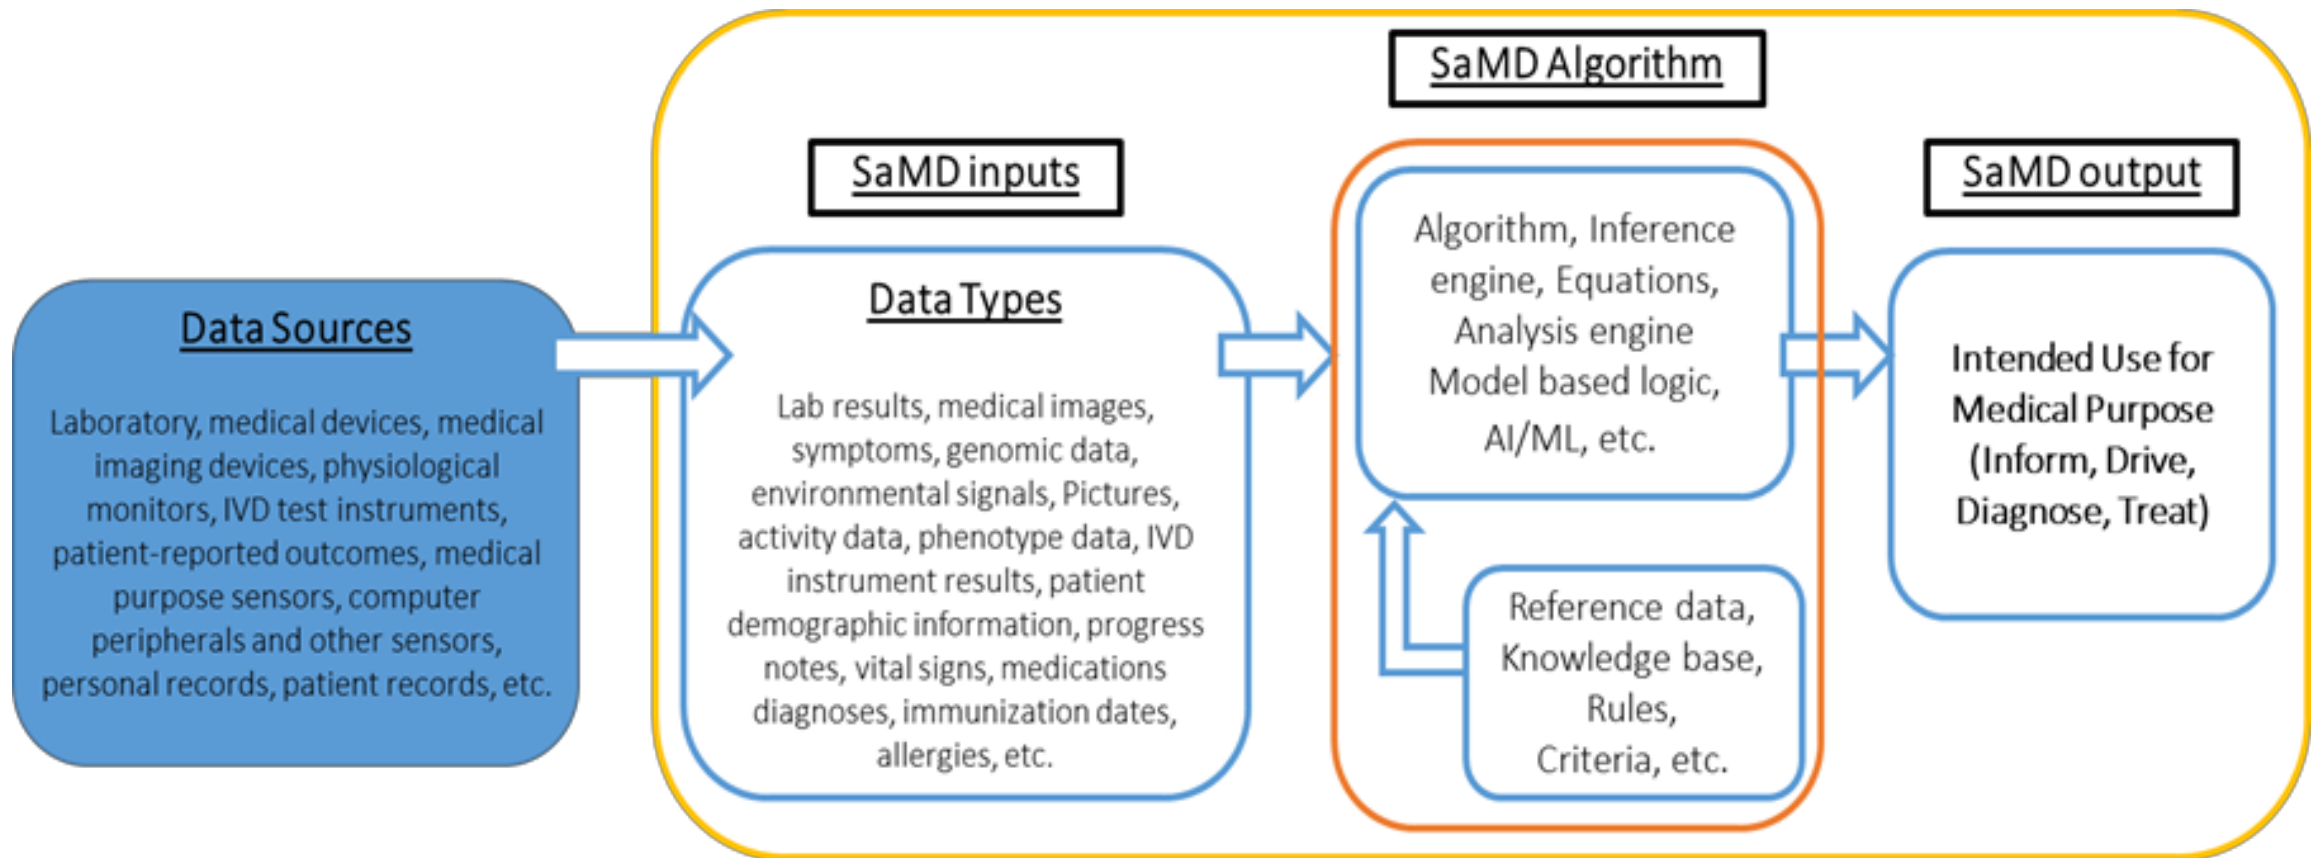 Data Sources
Laboratory, medical devices, medical
imaging devices, physiological
monitors, IVD test instruments,
patient-reported outcomes, medical
purpose sensors, computer
peripherals and other sensors,
personal records, patient records, etc.
SaMD inputs
Data Types
Lab results, medical images,
symptoms, genomic data,
environmental signals, Pictures,
activity data, phenotype data, IVD
instrument results, patient
demographic information, progress
notes, vital signs, medications
diagnoses, immunization dates,
allergies, etc.
SaMD Algorithm
Algorithm, Inference
engine, Equations,
Analysis engine
Model based logic,
AI/ML, etc.
Reference data,
Knowledge base,
Rules,
Criteria, etc.
SaMD output
Intended Use for
Medical Purpose
(Inform, Drive,
Diagnose, Treat)